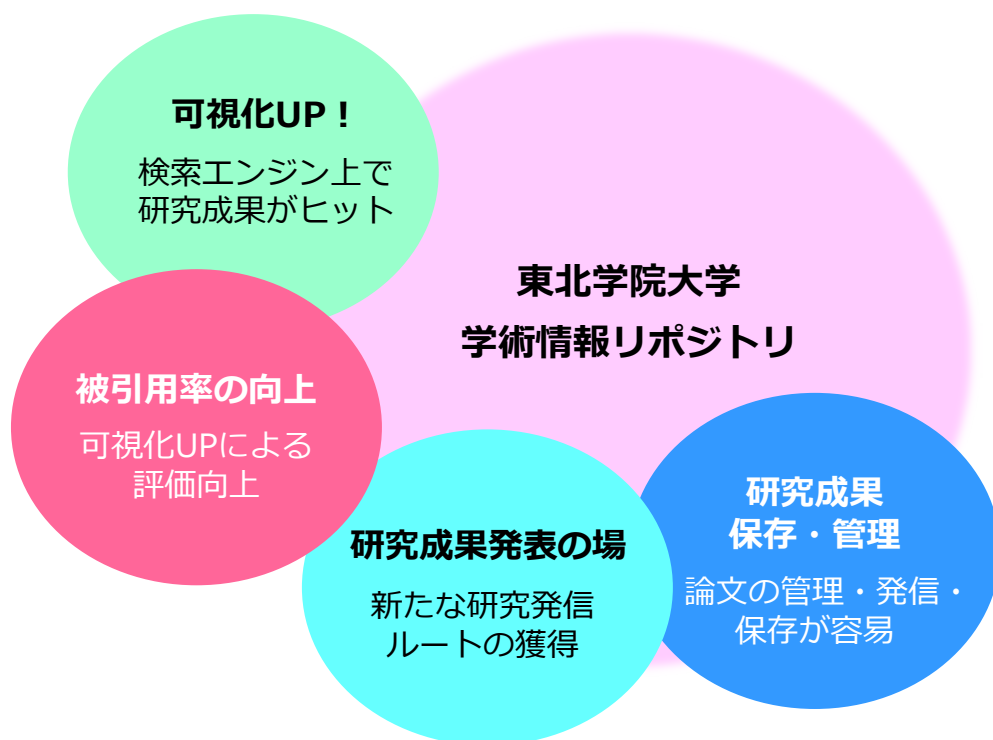 可視化UP！
検索エンジン上で
研究成果がヒット
東北学院大学
学術情報リポジトリ
被引用率の向上
可視化UPによる
評価向上
研究成果発表の場
新たな研究発信
ルートの獲得
研究成果
保存・管理
論文の管理・発信・
保存が容易